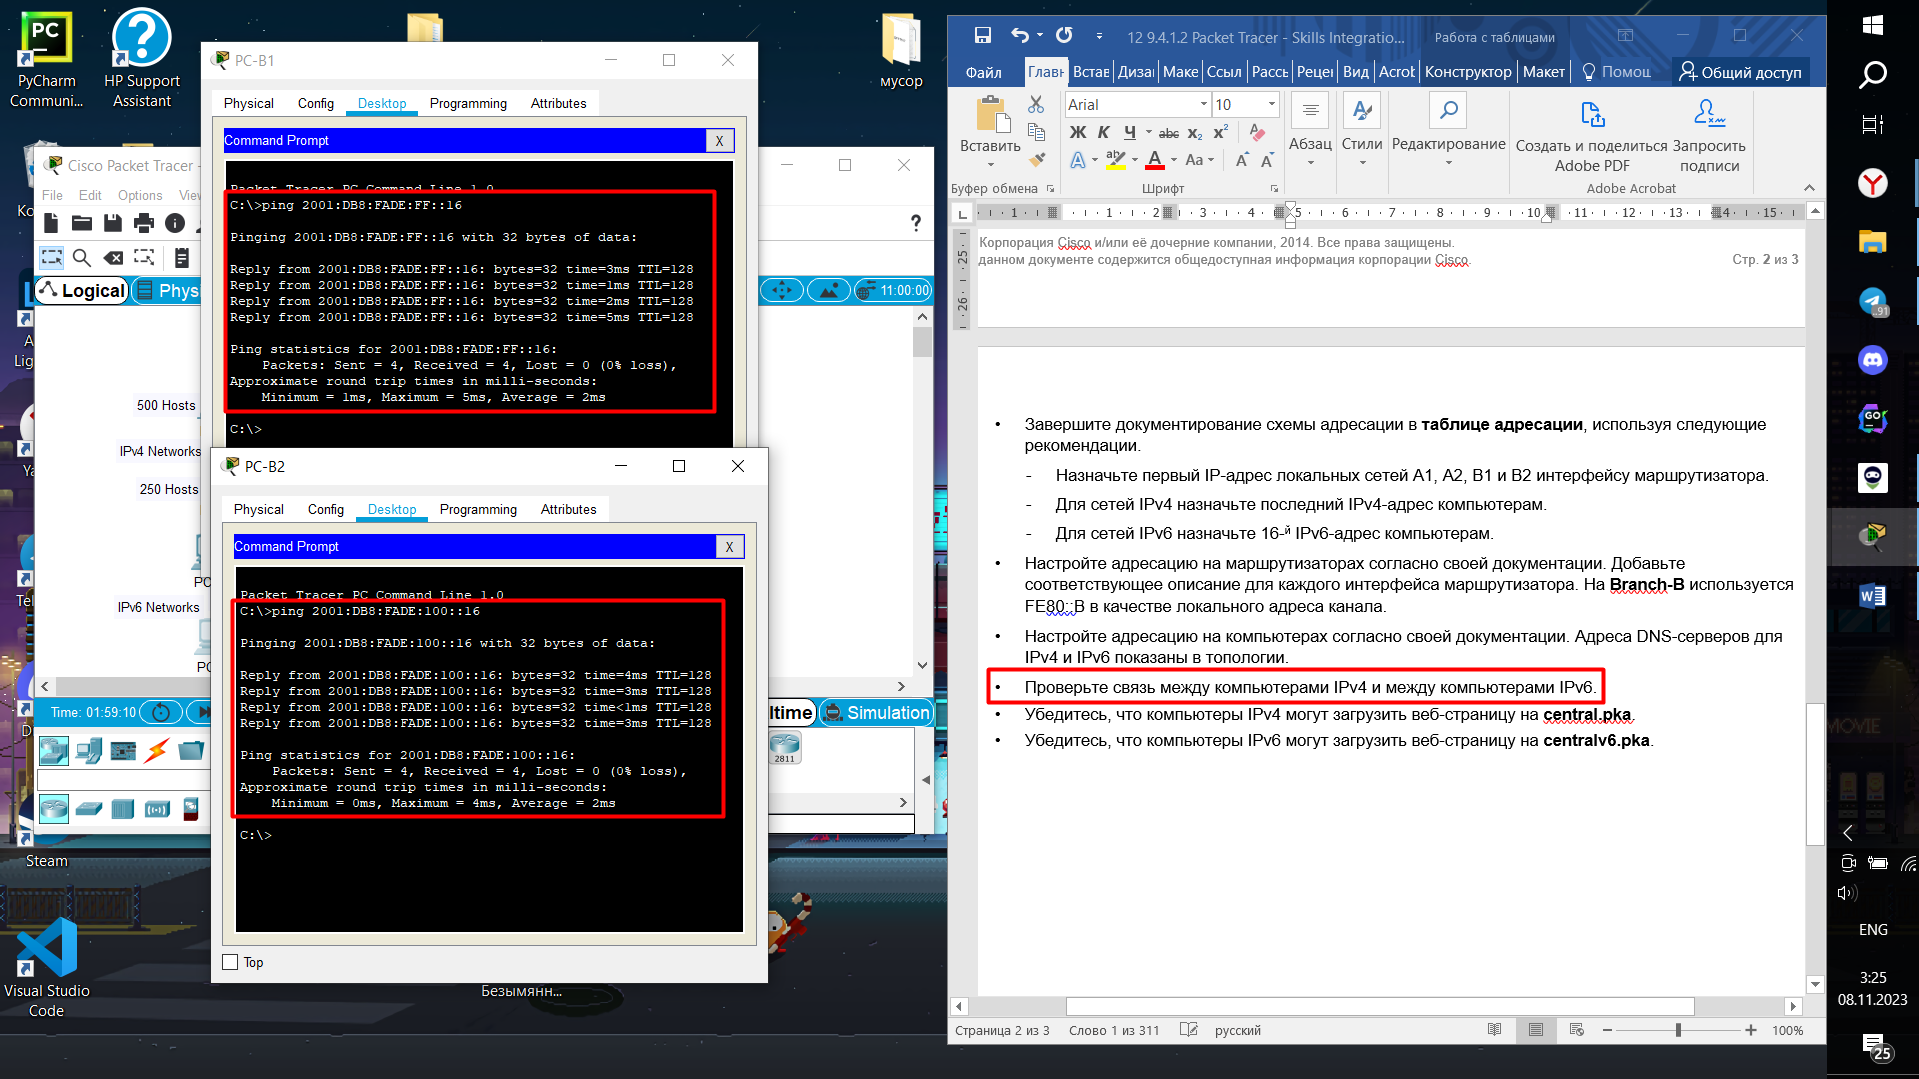 PyCharm
Communi...
HP Support
Assistant
мусор
Steam
Visual Studio
Code
Безымянн...
PC-B1
Physical
Config
Desktop
Programming
Attributes
Command Prompt
X
Packet Tracer PC Command Line 1.0
C:\>ping 2001:DB8:FADE:FF::16
Pinging 2001:DB8:FADE:FF::16 with 32 bytes of data:
Reply from 2001:DB8:FADE:FF::16: bytes=32 time=3ms TTL=128
Reply from 2001:DB8:FADE:FF::16: bytes=32 time=1ms TTL=128
Reply from 2001:DB8:FADE:FF::16: bytes=32 time=2ms TTL=128
Reply from 2001:DB8:FADE:FF::16: bytes=32 time=5ms TTL=128
Ping statistics for 2001:DB8:FADE:FF::16:
Packets: Sent = 4, Received = 4, Lost = 0 (0% loss),
Approximate round trip times in milli-seconds:
Minimum = 1ms, Maximum = 5ms, Average = 2ms
C:\>
Cisco Packet Tracer -
File Edit Options View
Logical
Physi
11:00:00
500 Hosts
IPv4 Networks
250 Hosts
PC
IPv6 Networks
PC
Time: 01:59:10
ltime
Simulation
2811
PC-B2
Physical
Config
Desktop
Programming
Attributes
Command Prompt
X
Packet Tracer PC Command Line 1.0
C:\>ping 2001:DB8:FADE:100::16
Pinging 2001:DB8:FADE:100::16 with 32 bytes of data:
Reply from 2001:DB8:FADE:100::16: bytes=32 time=4ms TTL=128
Reply from 2001:DB8:FADE:100::16: bytes=32 time=3ms TTL=128
Reply from 2001:DB8:FADE:100::16: bytes=32 time<1ms TTL=128
Reply from 2001:DB8:FADE:100::16: bytes=32 time=3ms TTL=128
Ping statistics for 2001:DB8:FADE:100::16:
Packets: Sent = 4, Received = 4, Lost = 0 (0% loss),
Approximate round trip times in milli-seconds:
Minimum = 0ms, Maximum = 4ms, Average = 2ms
C:\>
Top
12 9.4.1.2 Packet Tracer - Skills Integratio...
Работа с таблицами
Файл Главн Встав Дизай Маке Ссыл Рассы Рецен Вид Acrob Конструктор Макет Помощ Общий доступ
Вставить
Буфер обмена
Arial
10
Ж К Ч abc x₂ x²
Шрифт
Абзац
Стили
Редактирование
Создать и поделиться
Adobe PDF
Запросить
подписи
Adobe Acrobat
Корпорация Cisco и/или её дочерние компании, 2014. Все права защищены.
данном документе содержится общедоступная информация корпорации Cisco.
Стр. 2 из 3
• Завершите документирование схемы адресации в таблице адресации, используя следующие
рекомендации.
- Назначьте первый IP-адрес локальных сетей A1, A2, B1 и B2 интерфейсу маршрутизатора.
- Для сетей IPv4 назначьте последний IPv4-адрес компьютерам.
- Для сетей IPv6 назначьте 16-й IPv6-адрес компьютерам.
• Настройте адресацию на маршрутизаторах согласно своей документации. Добавьте
соответствующее описание для каждого интерфейса маршрутизатора. На Branch-B используется
FE80::B в качестве локального адреса канала.
• Настройте адресацию на компьютерах согласно своей документации. Адреса DNS-серверов для
IPv4 и IPv6 показаны в топологии.
• Проверьте связь между компьютерами IPv4 и между компьютерами IPv6.
• Убедитесь, что компьютеры IPv4 могут загрузить веб-страницу на central.pka.
• Убедитесь, что компьютеры IPv6 могут загрузить веб-страницу на centralv6.pka.
Страница 2 из 3
Слово 1 из 311
русский
100%
91
ENG
3:25
08.11.2023
25